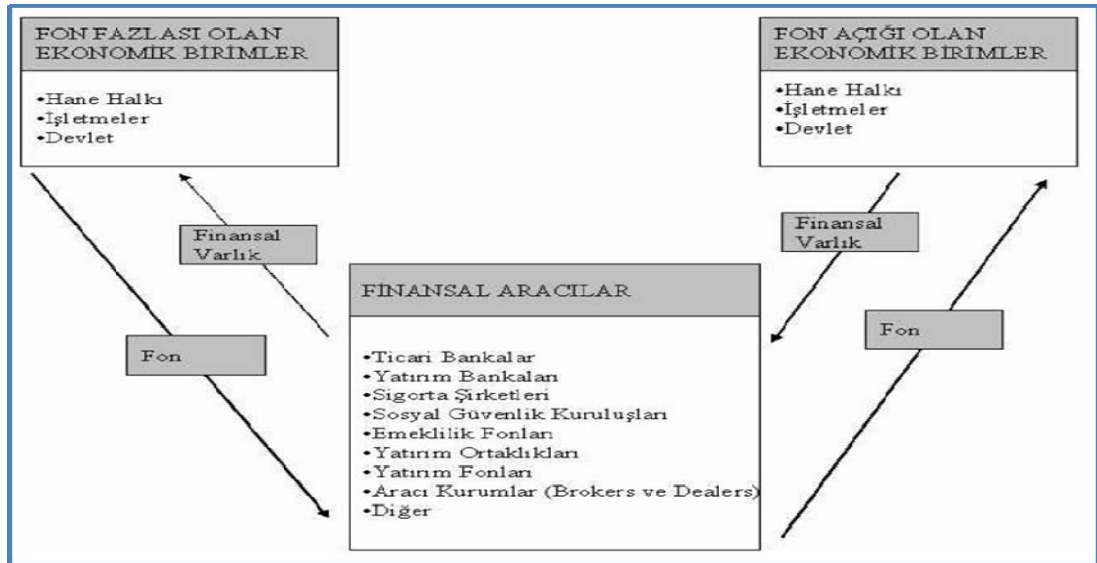 FON FAZLASI OLAN
EKONOMİK BİRİMLER
•Hane Halkı
•İşletmeler
•Devlet
FON AÇIĞI OLAN
EKONOMİK BİRİMLER
•Hane Halkı
•İşletmeler
•Devlet
Finansal
Varlık
Finansal
Varlık
Fon
Fon
FİNANSAL ARACILAR
•Ticari Bankalar
•Yatırım Bankaları
•Sigorta Şirketleri
•Sosyal Güvenlik Kuruluşları
•Emeklilik Fonları
•Yatırım Ortaklıkları
•Yatırım Fonları
•Aracı Kurumlar (Brokers ve Dealers)
•Diğer